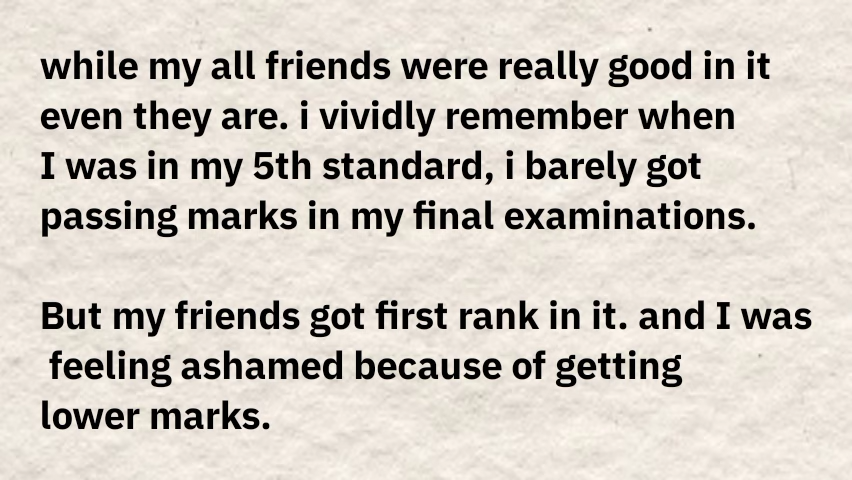 while my all friends were really good in it
even they are. i vividly remember when
I was in my 5th standard, i barely got
passing marks in my final examinations.
But my friends got first rank in it. and I was
feeling ashamed because of getting
lower marks.